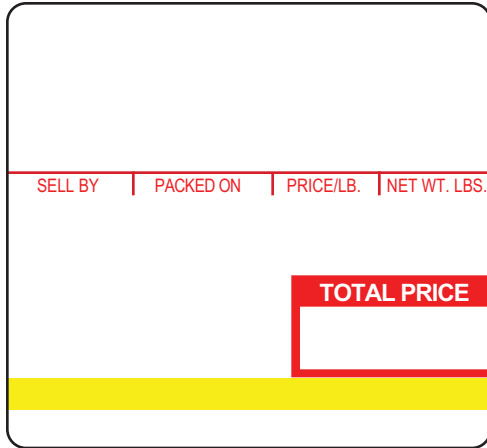 SELL BY PACKED ON PRICE/LB. NET WT. LBS.
TOTAL PRICE